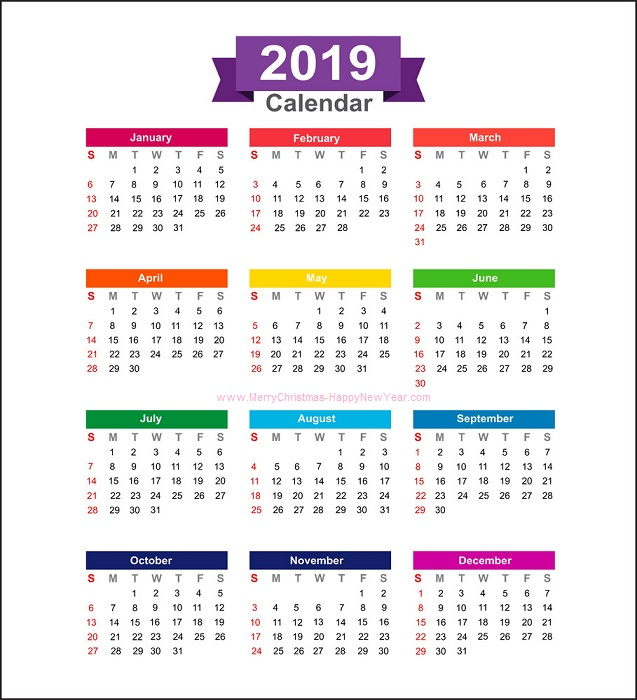 2019
Calendar
January
S M T W T F S
1 2 3 4 5
6 7 8 9 10 11 12
13 14 15 16 17 18 19
20 21 22 23 24 25 26
27 28 29 30 31
February
S M T W T F S
1 2
3 4 5 6 7 8 9
10 11 12 13 14 15 16
17 18 19 20 21 22 23
24 25 26 27 28
March
S M T W T F S
1 2
3 4 5 6 7 8 9
10 11 12 13 14 15 16
17 18 19 20 21 22 23
24 25 26 27 28 29 30
31
April
S M T W T F S
1 2 3 4 5 6
7 8 9 10 11 12 13
14 15 16 17 18 19 20
21 22 23 24 25 26 27
28 29 30
May
S M T W T F S
1 2 3 4
5 6 7 8 9 10 11
12 13 14 15 16 17 18
19 20 21 22 23 24 25
26 27 28 29 30 31
June
S M T W T F S
1
2 3 4 5 6 7 8
9 10 11 12 13 14 15
16 17 18 19 20 21 22
23 24 25 26 27 28 29
30
www.MerryChristmas-HappyNewYear.com
July
S M T W T F S
1 2 3 4 5 6
7 8 9 10 11 12 13
14 15 16 17 18 19 20
21 22 23 24 25 26 27
28 29 30 31
August
S M T W T F S
1 2 3
4 5 6 7 8 9 10
11 12 13 14 15 16 17
18 19 20 21 22 23 24
25 26 27 28 29 30 31
September
S M T W T F S
1 2 3 4 5 6 7
8 9 10 11 12 13 14
15 16 17 18 19 20 21
22 23 24 25 26 27 28
29 30
October
S M T W T F S
1 2 3 4 5
6 7 8 9 10 11 12
13 14 15 16 17 18 19
20 21 22 23 24 25 26
27 28 29 30 31
November
S M T W T F S
1 2
3 4 5 6 7 8 9
10 11 12 13 14 15 16
17 18 19 20 21 22 23
24 25 26 27 28 29 30
December
S M T W T F S
1 2 3 4 5 6 7
8 9 10 11 12 13 14
15 16 17 18 19 20 21
22 23 24 25 26 27 28
29 30 31